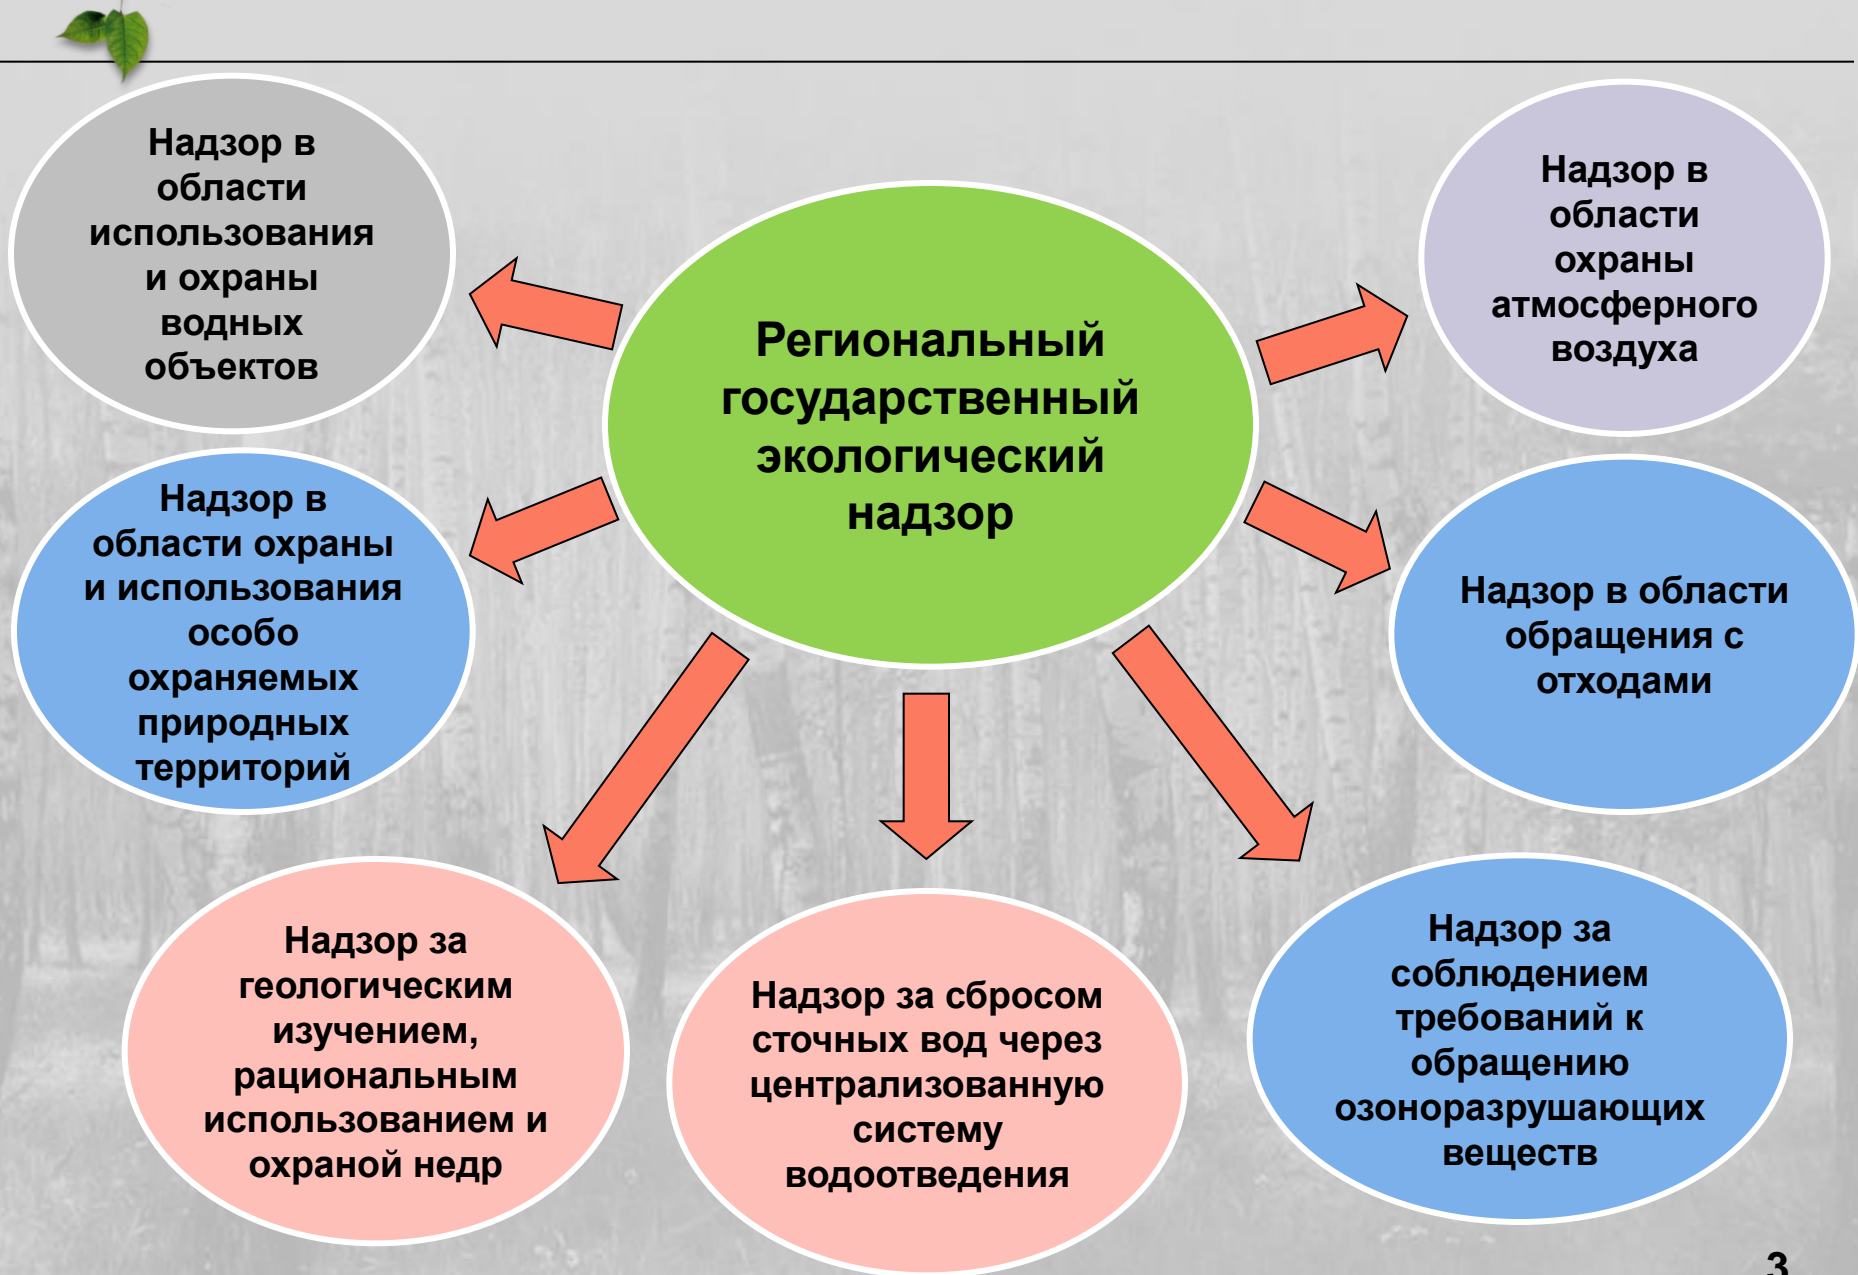 Надзор в
области
использования
и охраны
водных
объектов
Региональный
государственный
экологический
надзор
Надзор в
области
охраны
атмосферного
воздуха
Надзор в
области охраны
и использования
особо
охраняемых
природных
территорий
Надзор в области
обращения с
отходами
Надзор за
геологическим
изучением,
рациональным
использованием и
охраной недр
Надзор за сбросом
сточных вод через
централизованную
систему
водоотведения
Надзор за
соблюдением
требований к
обращению
озоноразрушающих
веществ
3